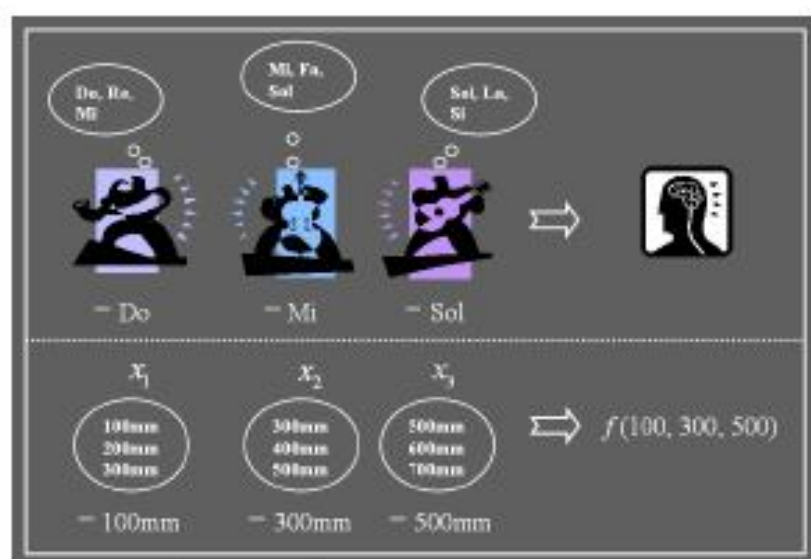 Do, Re,
Mi
Mi, Fa,
Sol
Sol, La,
Si
= Do
= Mi
= Sol
x₁
x₂
x₃
100mm
200mm
300mm
300mm
400mm
500mm
500mm
600mm
700mm
f(100, 300, 500)
= 100mm
= 300mm
= 500mm